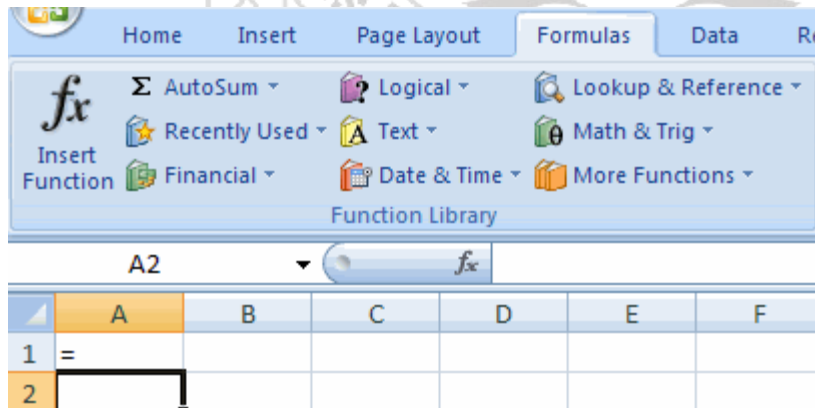 Home Insert Page Layout Formulas Data
fx Σ AutoSum Logical Lookup & Reference
Insert Function Recently Used A Text θ Math & Trig
Financial Date & Time More Functions
Function Library
A2 fx
A B C D E F
1 =
2